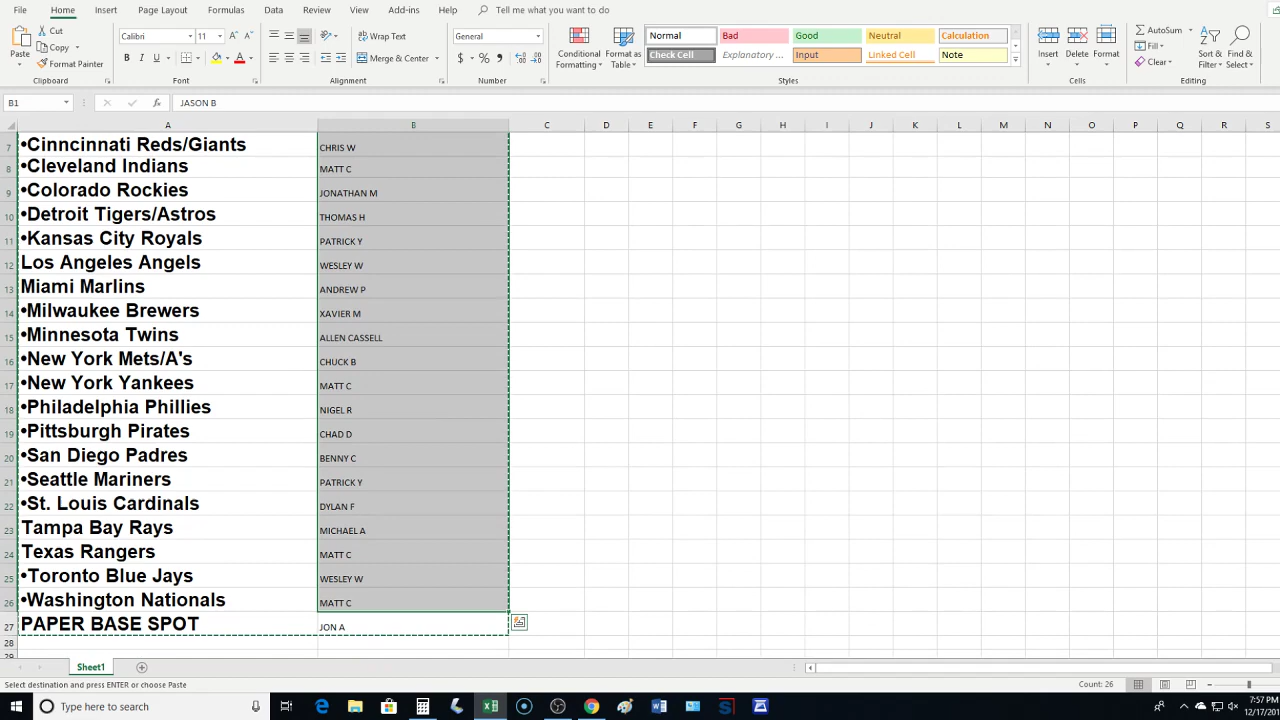 File Home Insert Page Layout Formulas Data Review View Add-ins Help Tell me what you want to do
Paste Cut Copy Format Painter Clipboard
Calibri 11 A A B I U A Font
Wrap Text Merge & Center Alignment
General $ % , Number
Conditional Formatting Format as Table
Normal Bad Good Neutral Calculation
Check Cell Explanatory ... Input Linked Cell Note
Styles
Insert Delete Format Cells
AutoSum Fill Clear Sort & Filter Find & Select Editing
B1 fx JASON B
A B C D E F G H I J K L M N O P Q R S
7 •Cinncinnati Reds/Giants CHRIS W
8 •Cleveland Indians MATT C
9 •Colorado Rockies JONATHAN M
10 •Detroit Tigers/Astros THOMAS H
11 •Kansas City Royals PATRICK Y
12 Los Angeles Angels WESLEY W
13 Miami Marlins ANDREW P
14 •Milwaukee Brewers XAVIER M
15 •Minnesota Twins ALLEN CASSELL
16 •New York Mets/A's CHUCK B
17 •New York Yankees MATT C
18 •Philadelphia Phillies NIGEL R
19 •Pittsburgh Pirates CHAD D
20 •San Diego Padres BENNY C
21 •Seattle Mariners PATRICK Y
22 •St. Louis Cardinals DYLAN F
23 Tampa Bay Rays MICHAEL A
24 Texas Rangers MATT C
25 •Toronto Blue Jays WESLEY W
26 •Washington Nationals MATT C
27 PAPER BASE SPOT JON A
28
29
Sheet1
Select destination and press ENTER or choose Paste Count: 26
Type here to search 7:57 PM
12/17/201